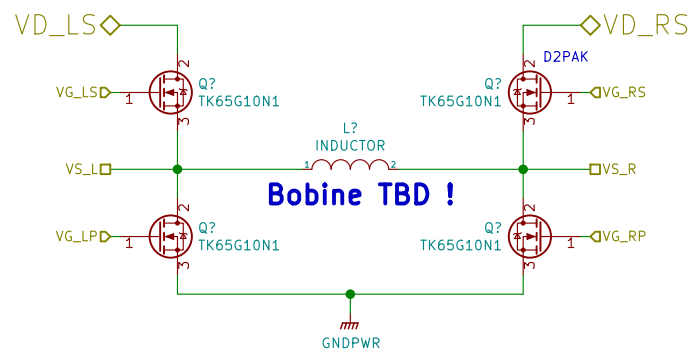 VD_LS VD_RS
D2PAK
2 2
Q? Q?
VG_LS 1 TK65G10N1 TK65G10N1 1 VG_RS
3 3
L?
INDUCTOR
VS_L 1 2 VS_R
Bobine TBD !
2 2
Q? Q?
VG_LP 1 TK65G10N1 TK65G10N1 1 VG_RP
3 3
GNDPWR